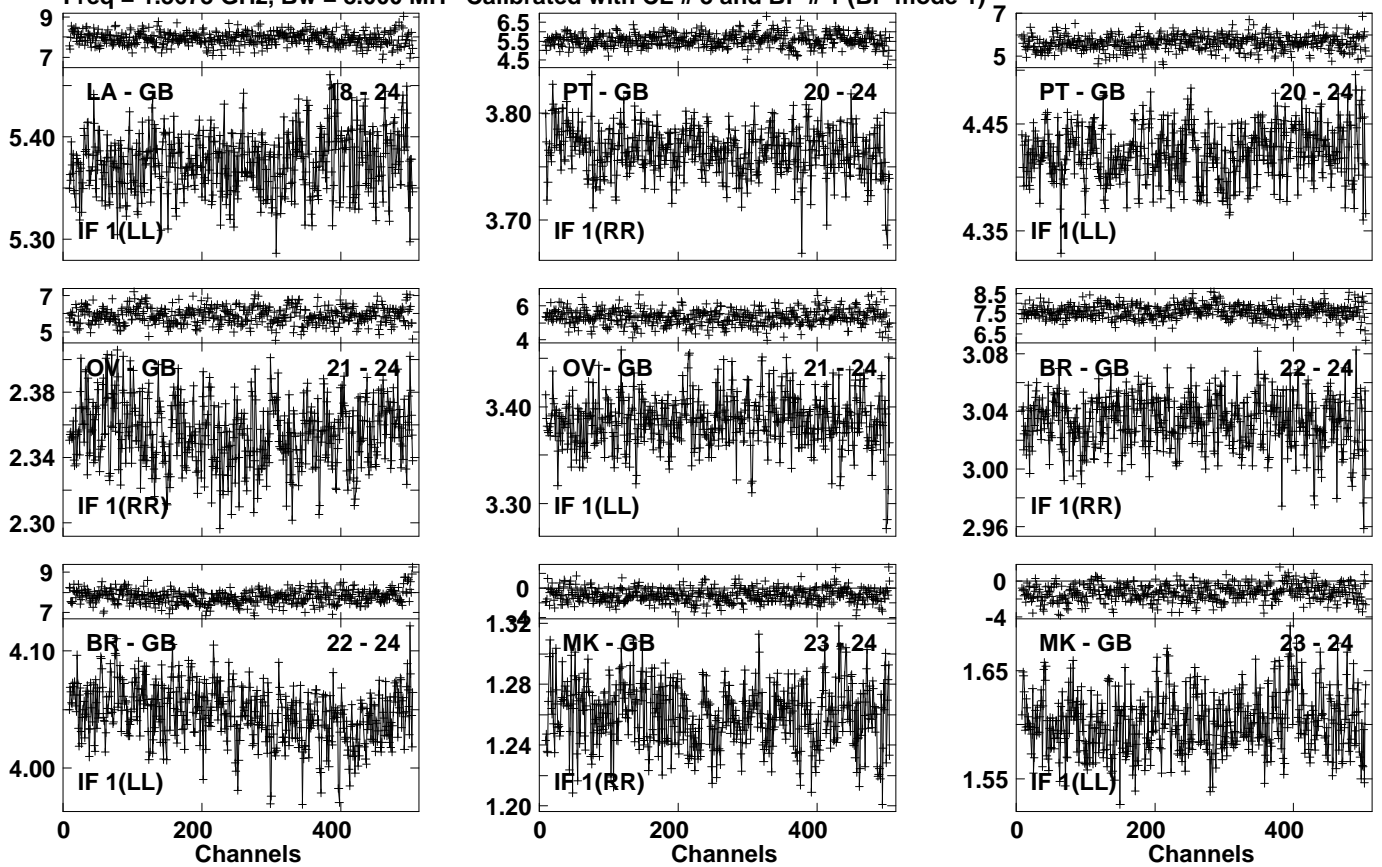 Freq = GHz, Bw = MH Calibrated with CL # and BP # 1 (BP mode 1)
9
7
LA - GB 18 - 24
5.40
5.30
IF 1(LL)
6.5
5.5
4.5
PT - GB 20 - 24
3.80
3.70
IF 1(RR)
7
5
PT - GB 20 - 24
4.45
4.35
IF 1(LL)
7
5
OV - GB 21 - 24
2.38
2.34
2.30
IF 1(RR)
6
4
OV - GB 21 - 24
3.40
3.30
IF 1(LL)
8.5
7.5
6.5
BR - GB 22 - 24
3.08
3.04
3.00
2.96
IF 1(RR)
9
7
BR - GB 22 - 24
4.10
4.00
IF 1(LL)
0 200 400
Channels
0
-4
MK - GB 23 - 24
1.32
1.28
1.24
1.20
IF 1(RR)
0 200 400
Channels
0
-4
MK - GB 23 - 24
1.65
1.55
IF 1(LL)
0 200 400
Channels